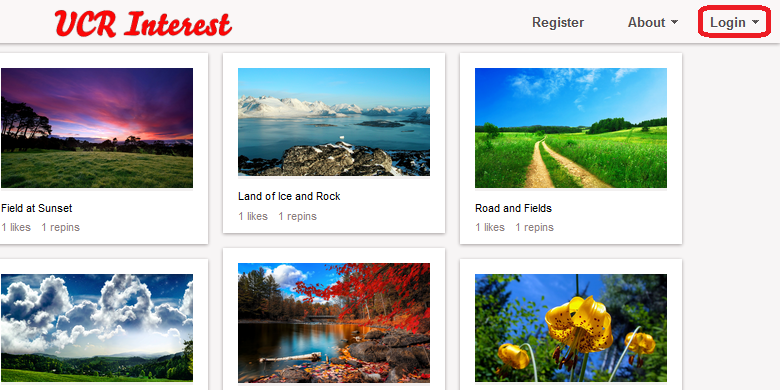 UCR Interest
Register About Login
Field at Sunset
1 likes 1 repins
Land of Ice and Rock
1 likes 1 repins
Road and Fields
1 likes 1 repins